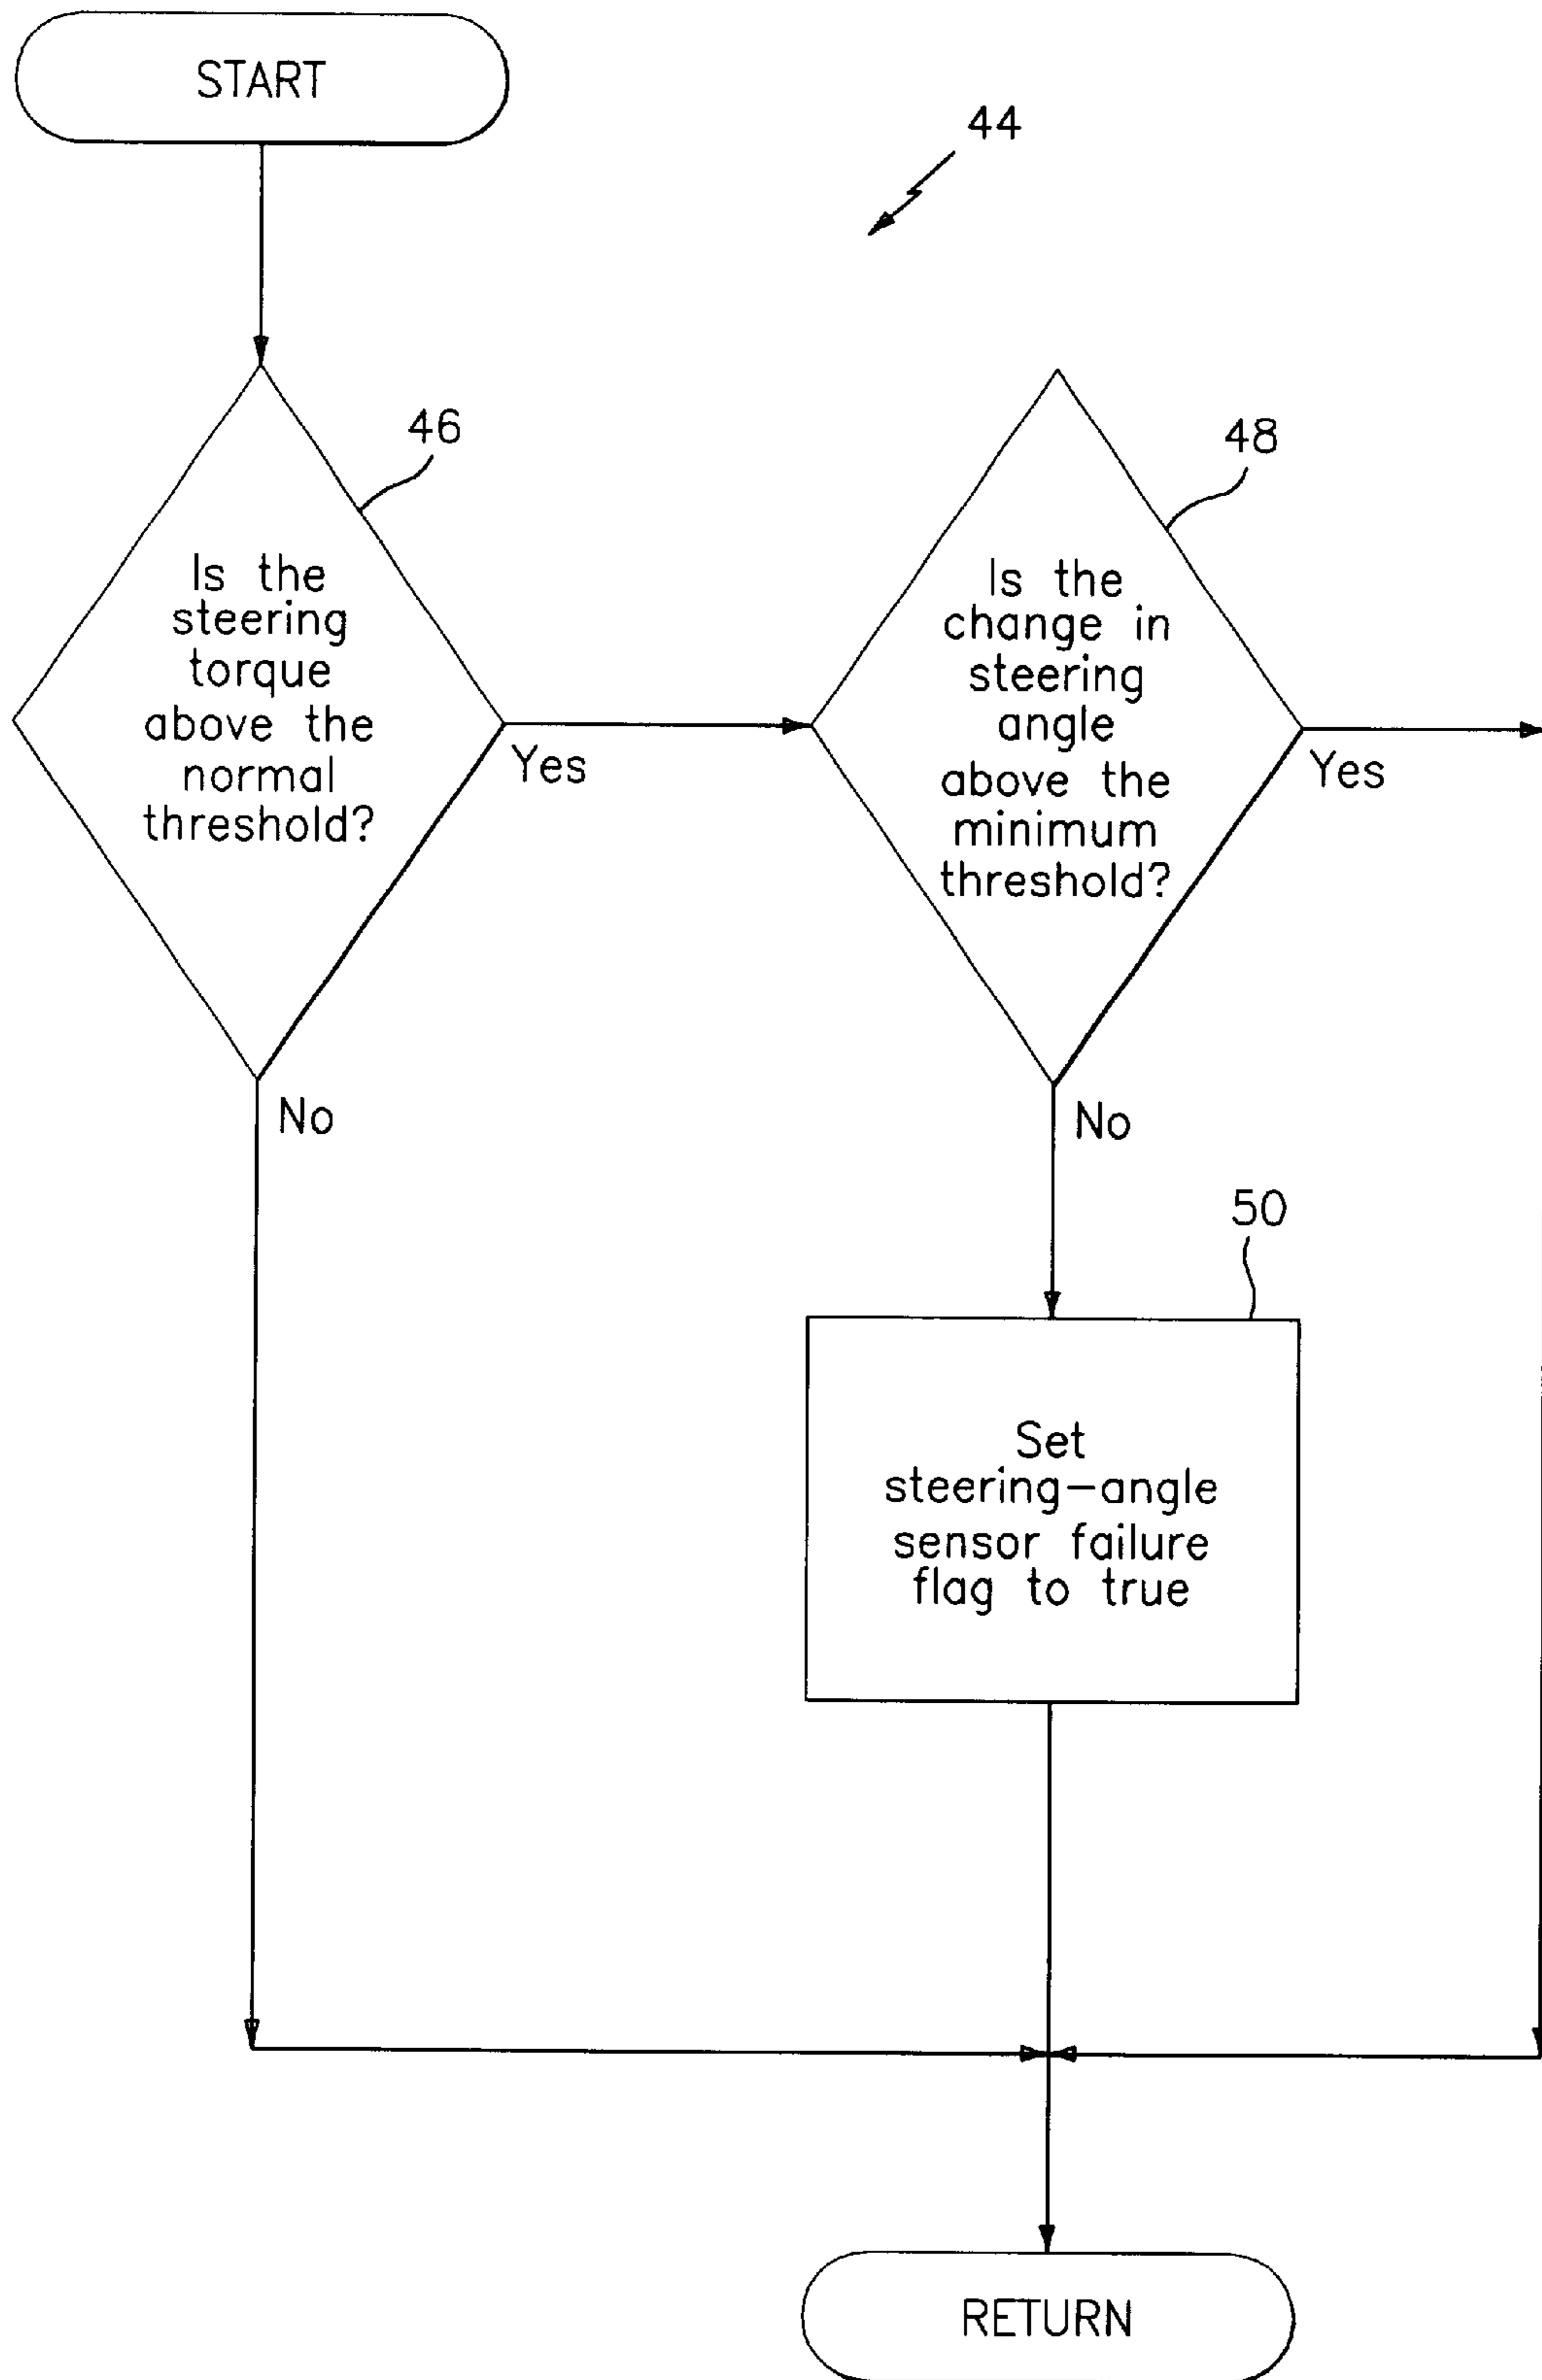 START
44
46
Is the
steering
torque
above the
normal
threshold?
Yes
No
48
Is the
change in
steering
angle
above the
minimum
threshold?
Yes
No
50
Set
steering-angle
sensor failure
flag to true
RETURN